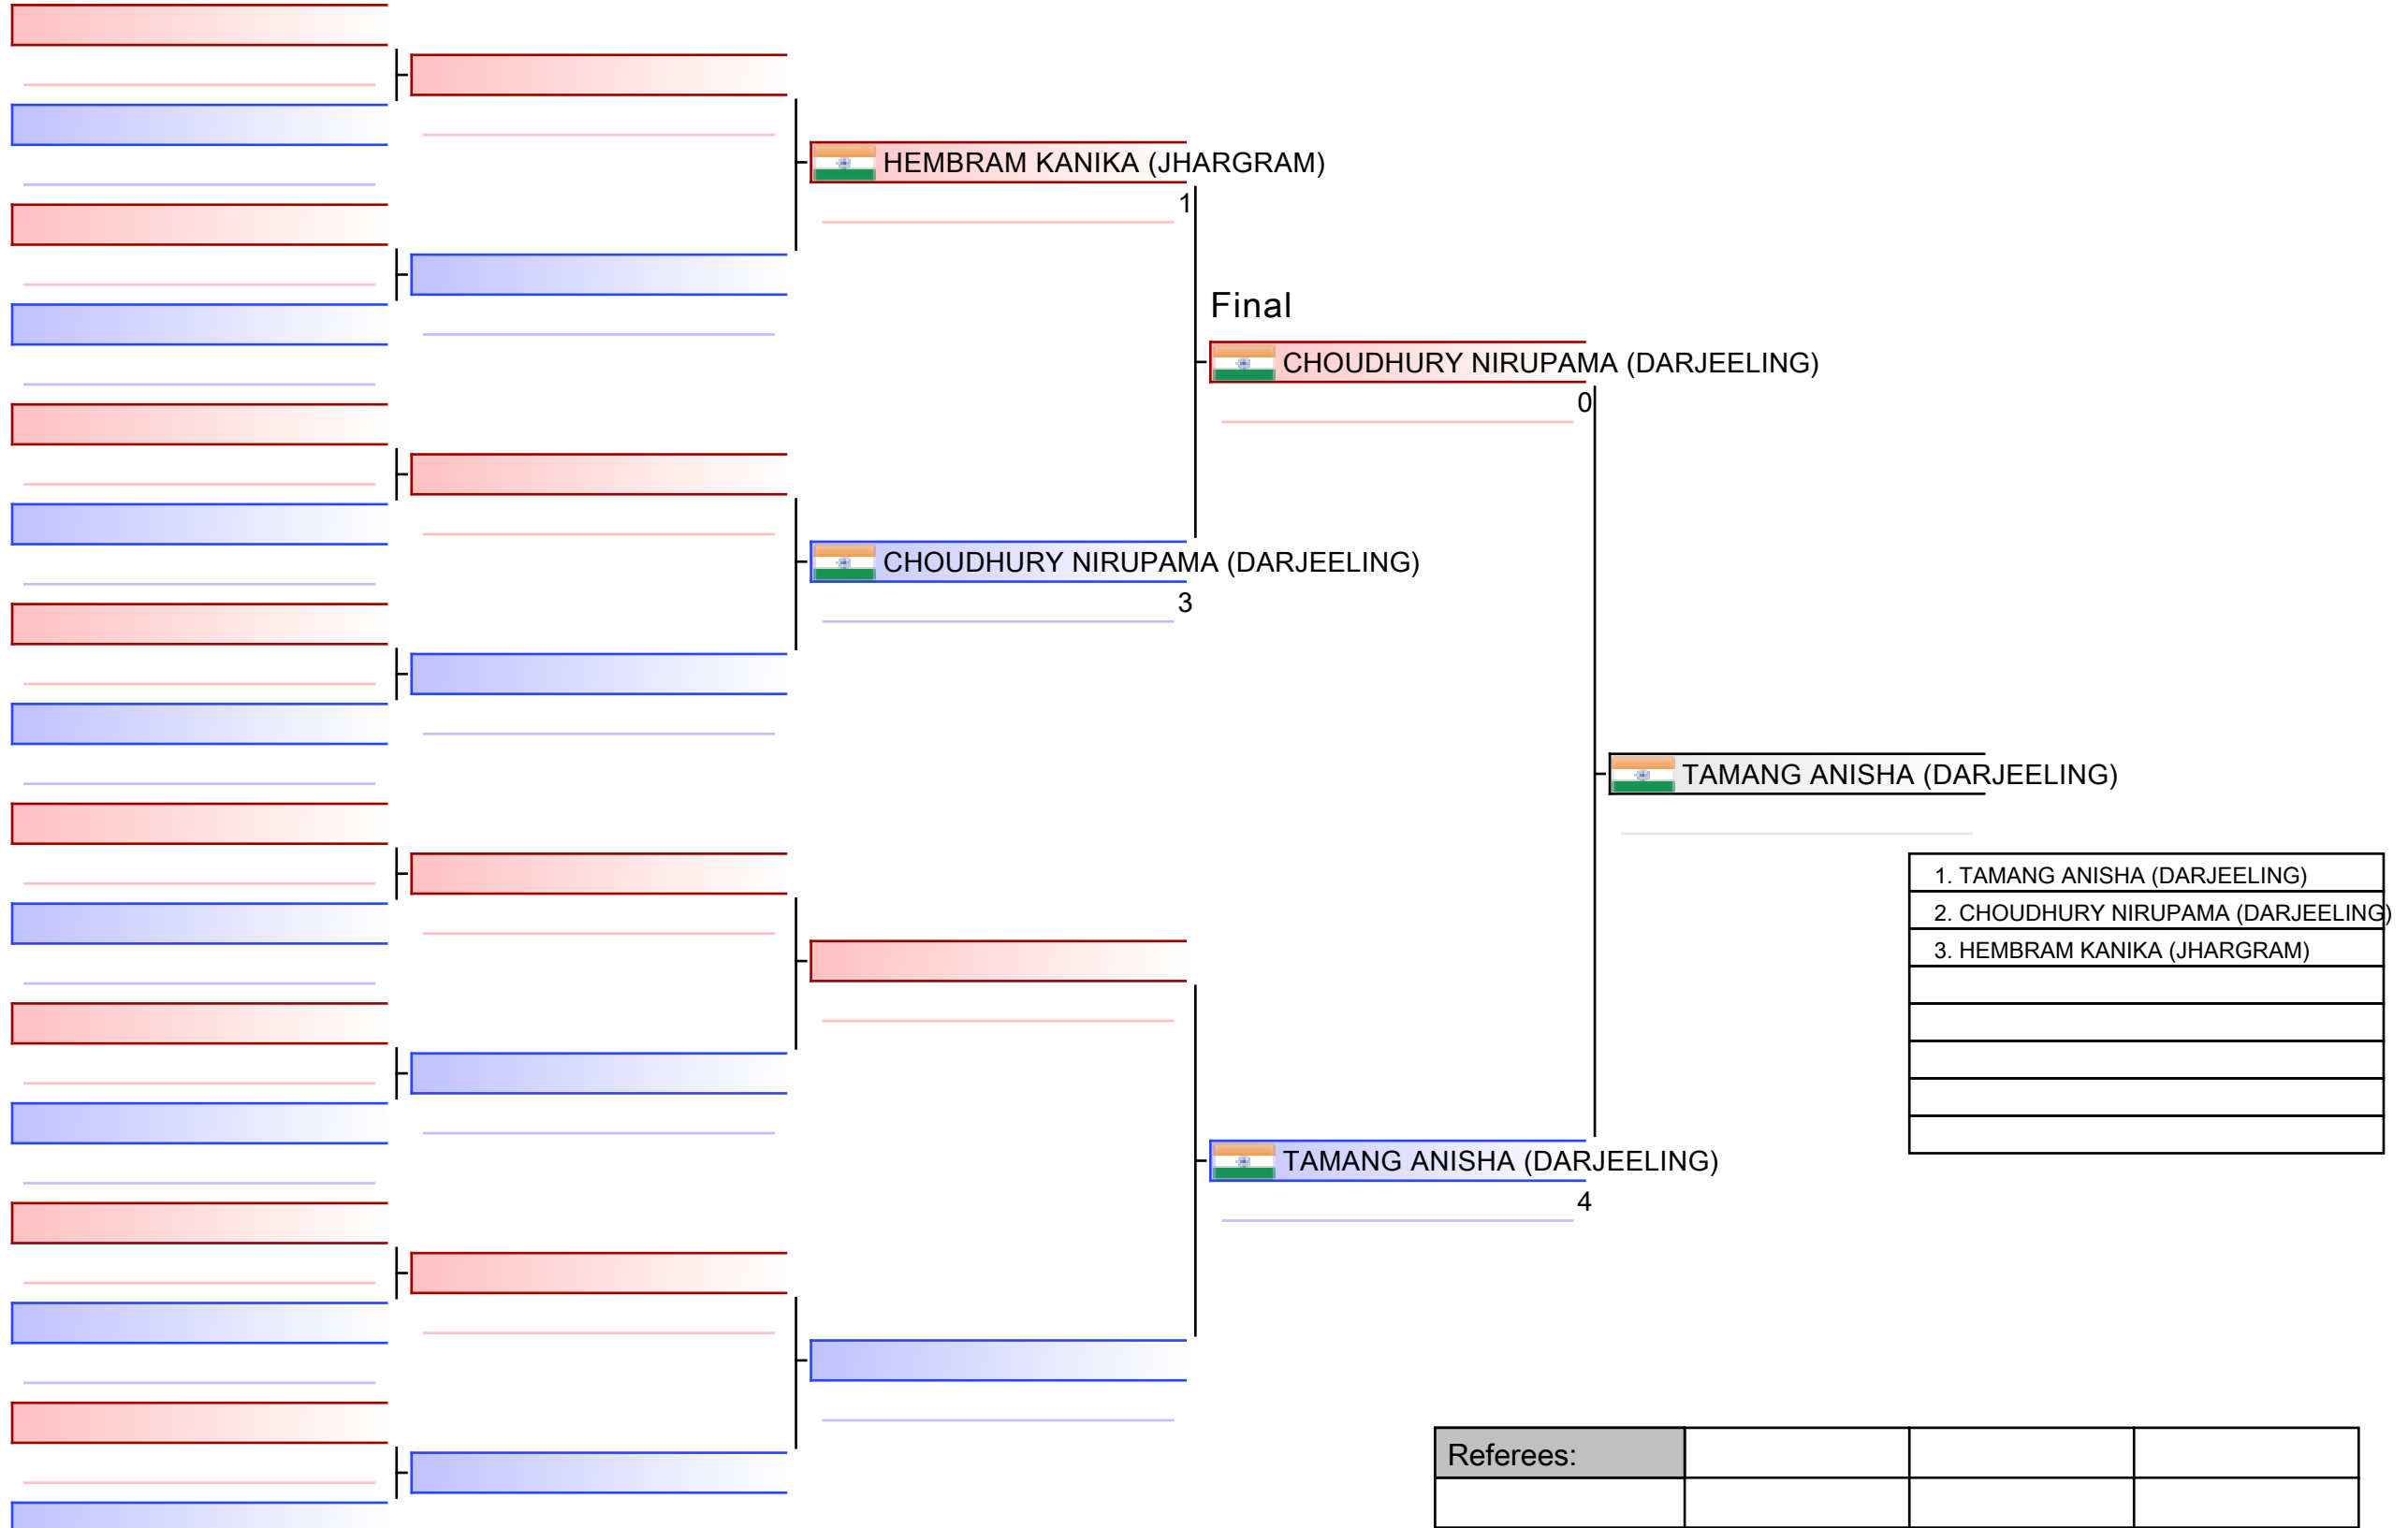 HEMBRAM KANIKA (JHARGRAM)
1
Final
CHOUDHURY NIRUPAMA (DARJEELING)
0
CHOUDHURY NIRUPAMA (DARJEELING)
3
TAMANG ANISHA (DARJEELING)
1. TAMANG ANISHA (DARJEELING)
2. CHOUDHURY NIRUPAMA (DARJEELING)
3. HEMBRAM KANIKA (JHARGRAM)
TAMANG ANISHA (DARJEELING)
4
Referees: